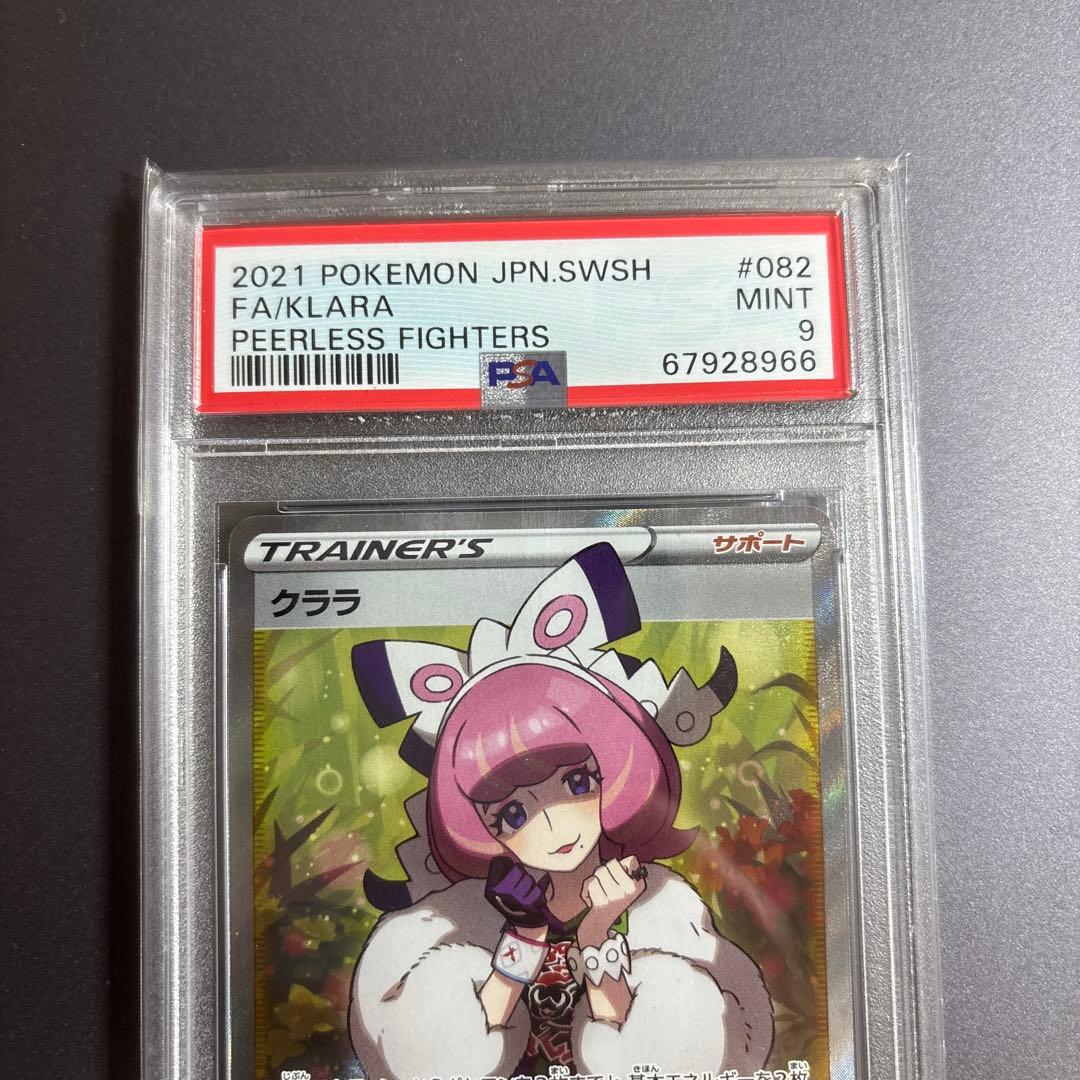 2021 POKEMON JPN.SWSH #082
FA/KLARA MINT
PEERLESS FIGHTERS 9
PSA 67928966
TRAINER'S サポート
クララ